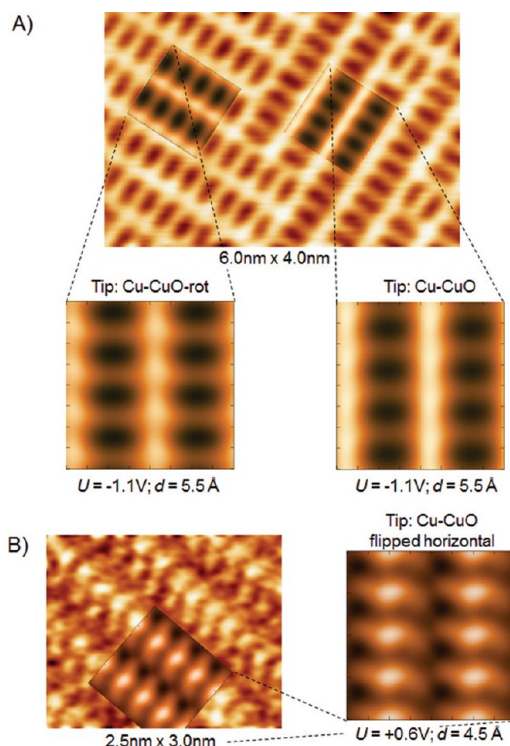 A)
6.0nm x 4.0nm
Tip: Cu-CuO-rot
Tip: Cu-CuO
U = -1.1V; d = 5.5 Å
U = -1.1V; d = 5.5 Å
B)
Tip: Cu-CuO
flipped horizontal
2.5nm x 3.0nm
U = +0.6V; d = 4.5 Å